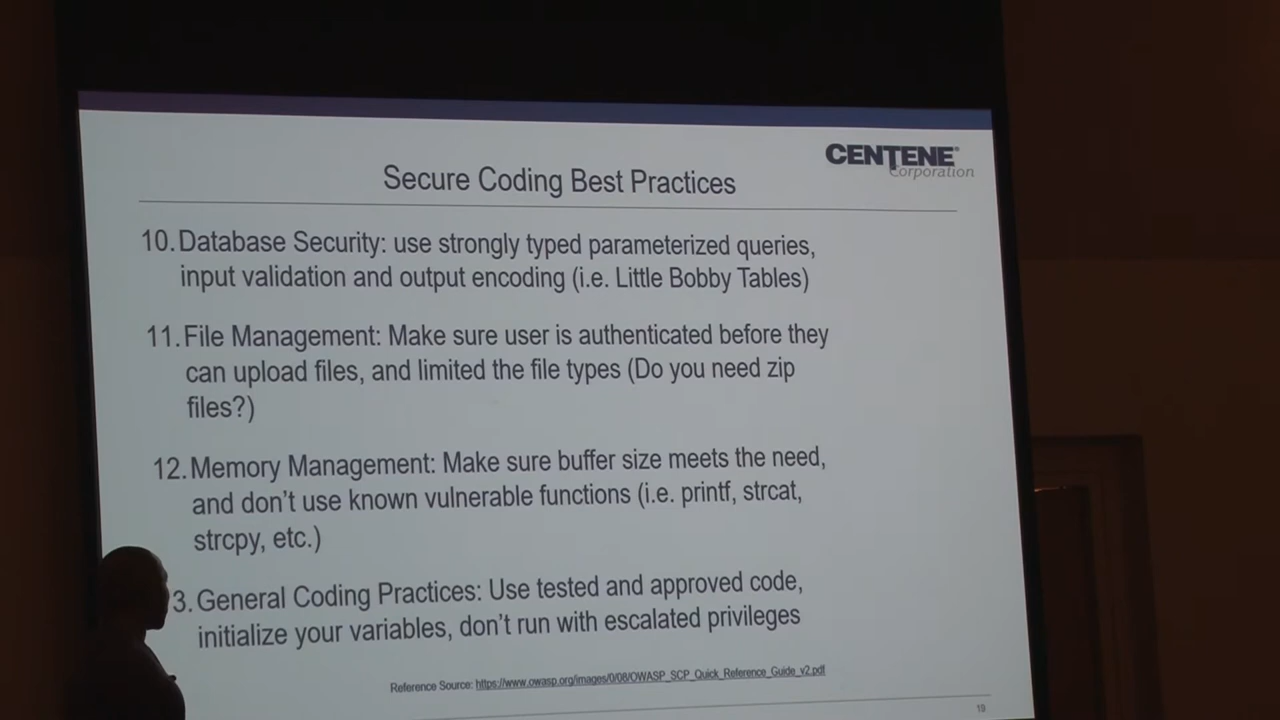 CENTENE®
Corporation
Secure Coding Best Practices
10. Database Security: use strongly typed parameterized queries,
input validation and output encoding (i.e. Little Bobby Tables)
11. File Management: Make sure user is authenticated before they
can upload files, and limited the file types (Do you need zip
files?)
12. Memory Management: Make sure buffer size meets the need,
and don't use known vulnerable functions (i.e. printf, strcat,
strcpy, etc.)
3. General Coding Practices: Use tested and approved code,
initialize your variables, don't run with escalated privileges
Reference Source: https://www.owasp.org/images/0/08/OWASP_SCP_Quick_Reference_Guide_v2.pdf
19